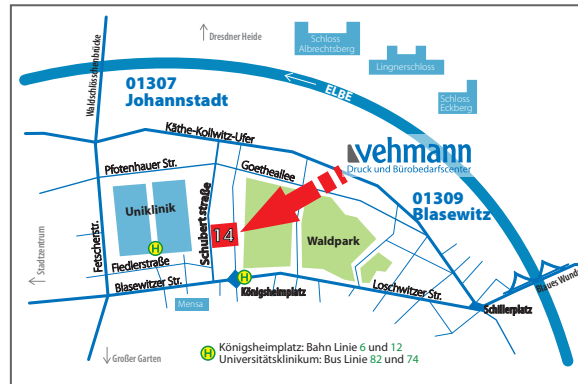 Dresdner Heide
Schloss
Albrechtsberg
Lingnerschloss
Schloss
Eckberg
Waldschlösschenbrücke
01307
Johannstadt
ELBE
Käthe-Kollwitz-Ufer
vehmann
Druck und Bürobedarfscenter
Pfotenhauer Str.
Goetheallee
01309
Blasewitz
Uniklinik
Schubertstraße
14
Waldpark
Fetscherstr.
Stadtzentrum
H
Fiedlerstraße
Blasewitzer Str.
H
Königsheimplatz
Loschwitzer Str.
Mensa
Schillerplatz
Blaues Wund
Großer Garten
H Königsheimplatz: Bahn Linie 6 und 12
Universitätsklinikum: Bus Linie 82 und 74